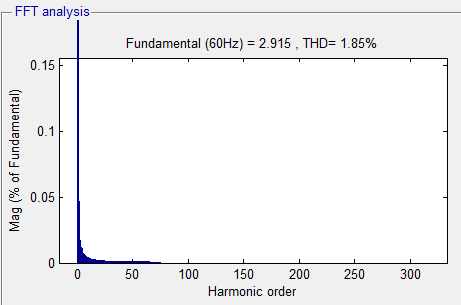 FFT analysis
Fundamental (60Hz) = 2.915 , THD= 1.85%
0.15
0.1
0.05
0
Mag (% of Fundamental)
0 50 100 150 200 250 300
Harmonic order